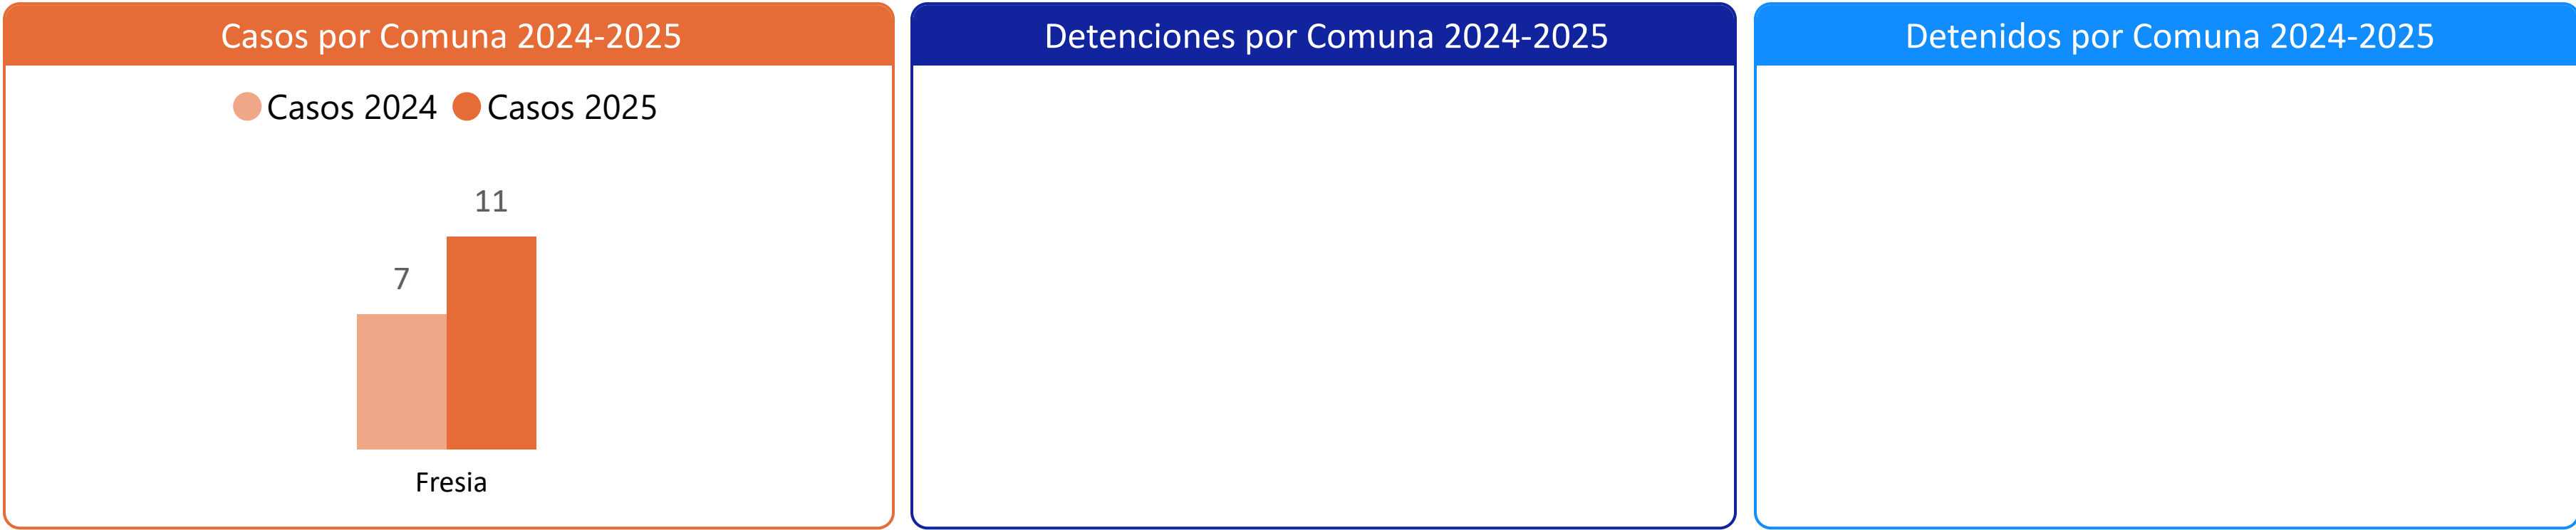 Casos por Comuna 2024-2025
Casos 2024 Casos 2025
11
7
Fresia
Detenciones por Comuna 2024-2025
Detenidos por Comuna 2024-2025